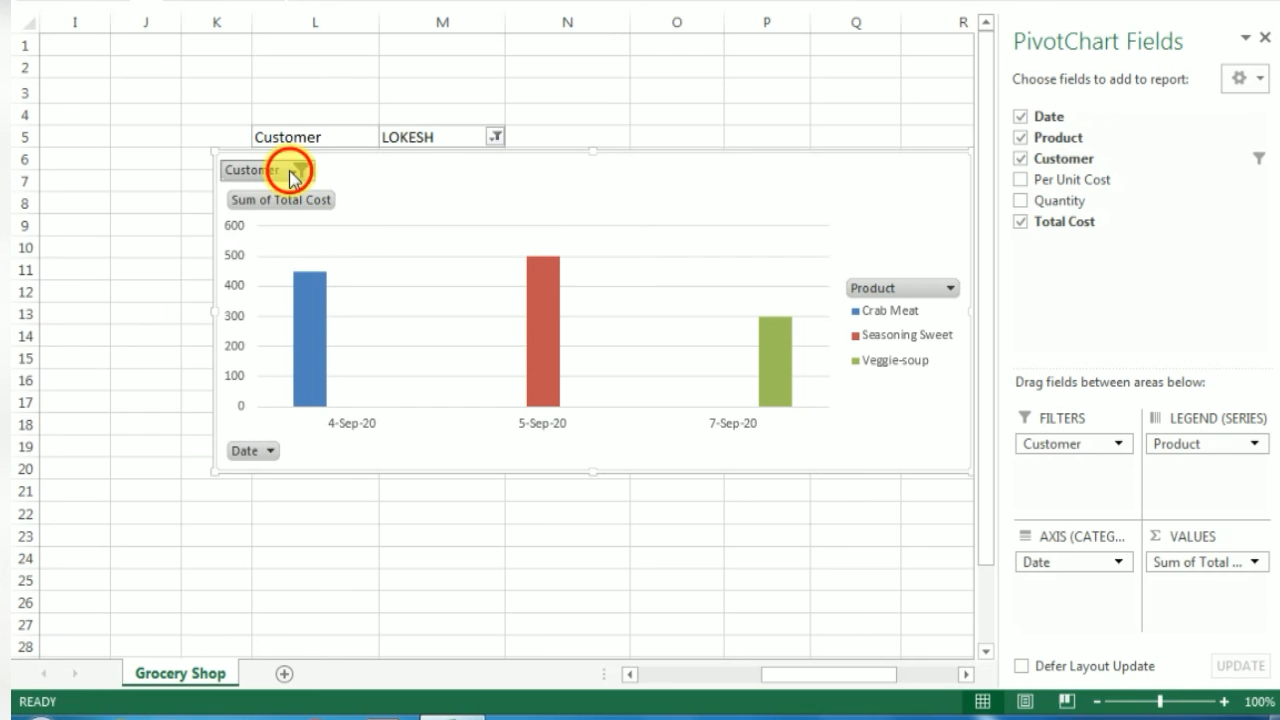 I J K L M N O P Q R
1
2
3
4
5 Customer LOKESH
6
7
8
9
10
11
12
13
14
15
16
17
18
19
20
21
22
23
24
25
26
27
28
Customer
Sum of Total Cost
600
500
400
300
200
100
0
4-Sep-20 5-Sep-20 7-Sep-20
Date
Product
Crab Meat
Seasoning Sweet
Veggie-soup
PivotChart Fields
Choose fields to add to report:
Date
Product
Customer
Per Unit Cost
Quantity
Total Cost
Drag fields between areas below:
FILTERS
Customer
LEGEND (SERIES)
Product
AXIS (CATEG...
Date
Σ VALUES
Sum of Total ...
Defer Layout Update UPDATE
Grocery Shop
READY 100%